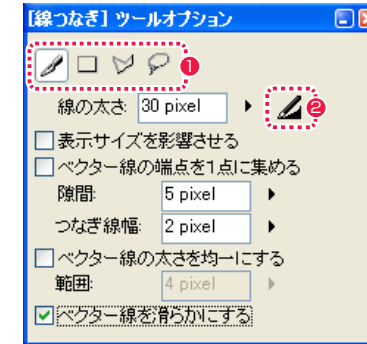 [線つなぎ] ツールオプション
1
線の太さ: 30 pixel 2
表示サイズを影響させる
ベクター線の端点を1点に集める
隙間: 5 pixel
つなぎ線幅: 2 pixel
ベクター線の太さを均一にする
範囲: 4 pixel
ベクター線を滑らかにする